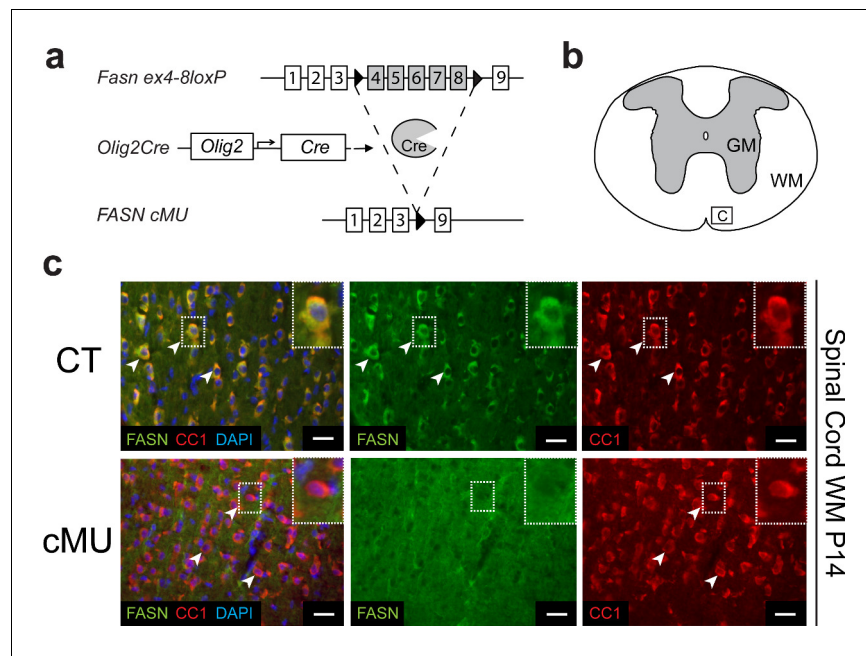 a
Fasn ex4-8loxP 1 2 3 4 5 6 7 8 9
Olig2Cre Olig2 Cre Cre
FASN cMU 1 2 3 9
b
GM
WM
C
c
CT
FASN CC1 DAPI
FASN
CC1
cMU
FASN CC1 DAPI
FASN
CC1
Spinal Cord WM P14